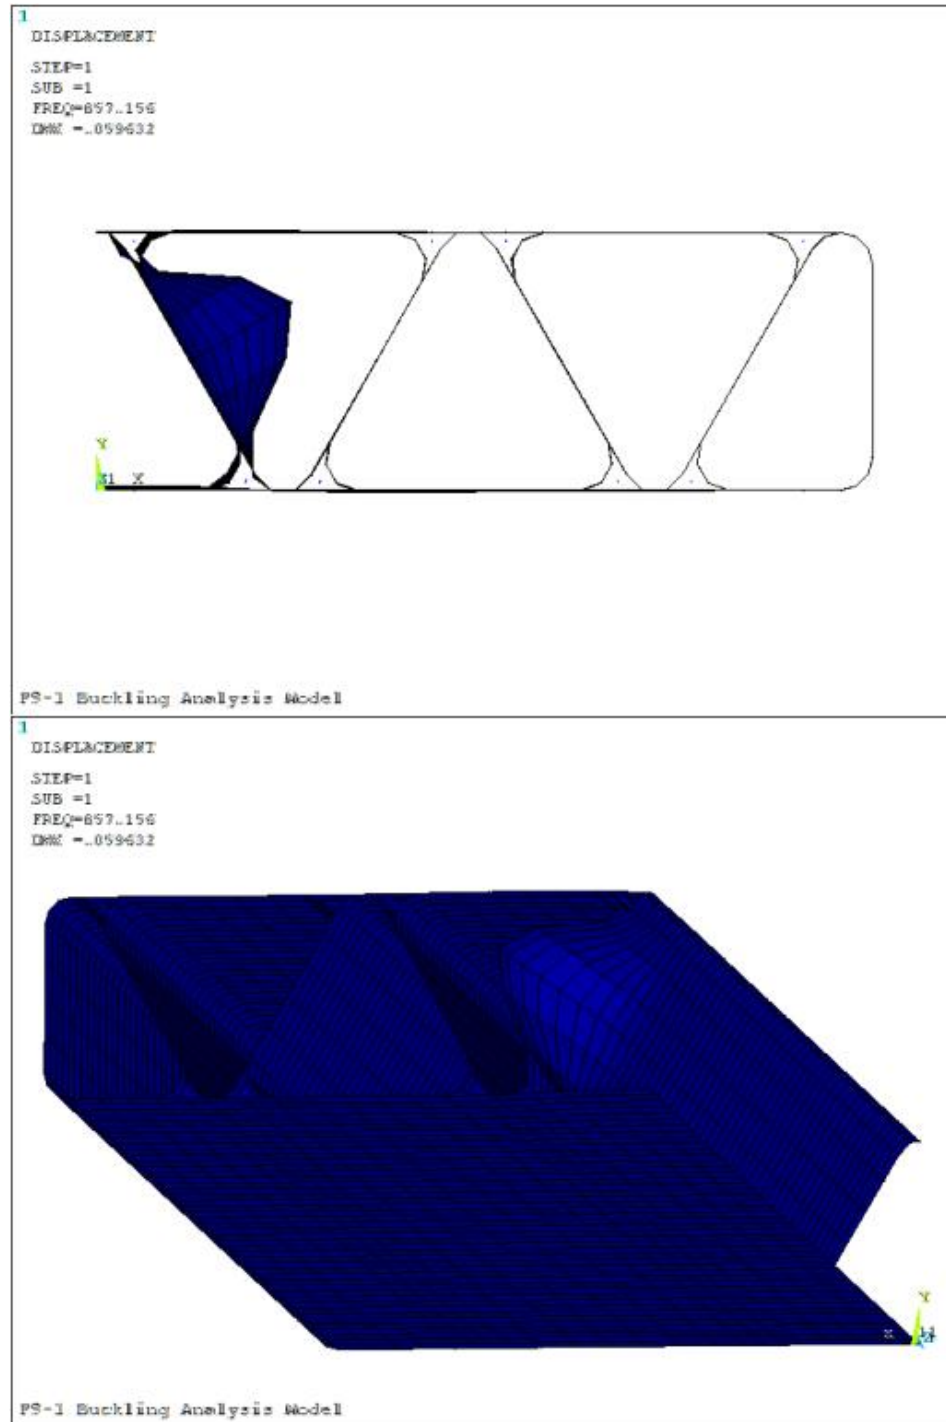 1
DISPLACEMENT
STEP=1
SUB =1
FREQ=857.156
DMX =.059632
Y
X
PS-1 Buckling Analysis Model
1
DISPLACEMENT
STEP=1
SUB =1
FREQ=857.156
DMX =.059632
Y
X
PS-1 Buckling Analysis Model